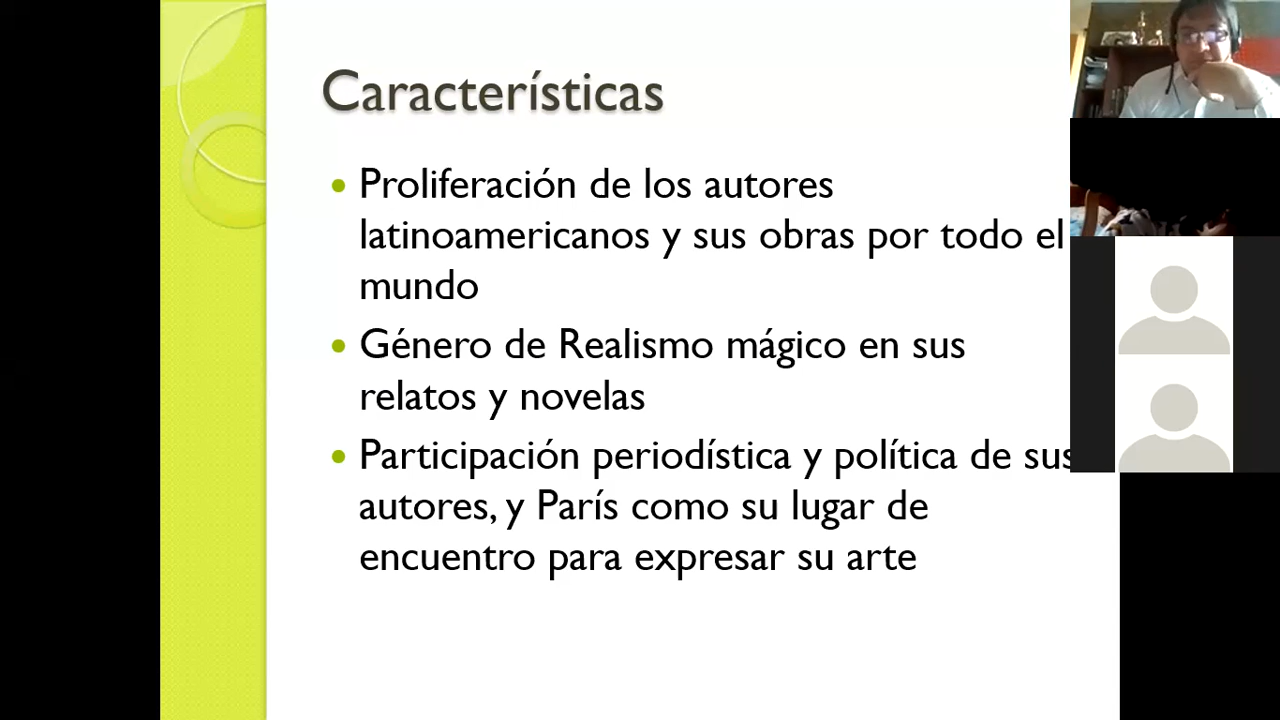 Características
Proliferación de los autores
latinoamericanos y sus obras por todo el
mundo
Género de Realismo mágico en sus
relatos y novelas
Participación periodística y política de sus
autores, y París como su lugar de
encuentro para expresar su arte